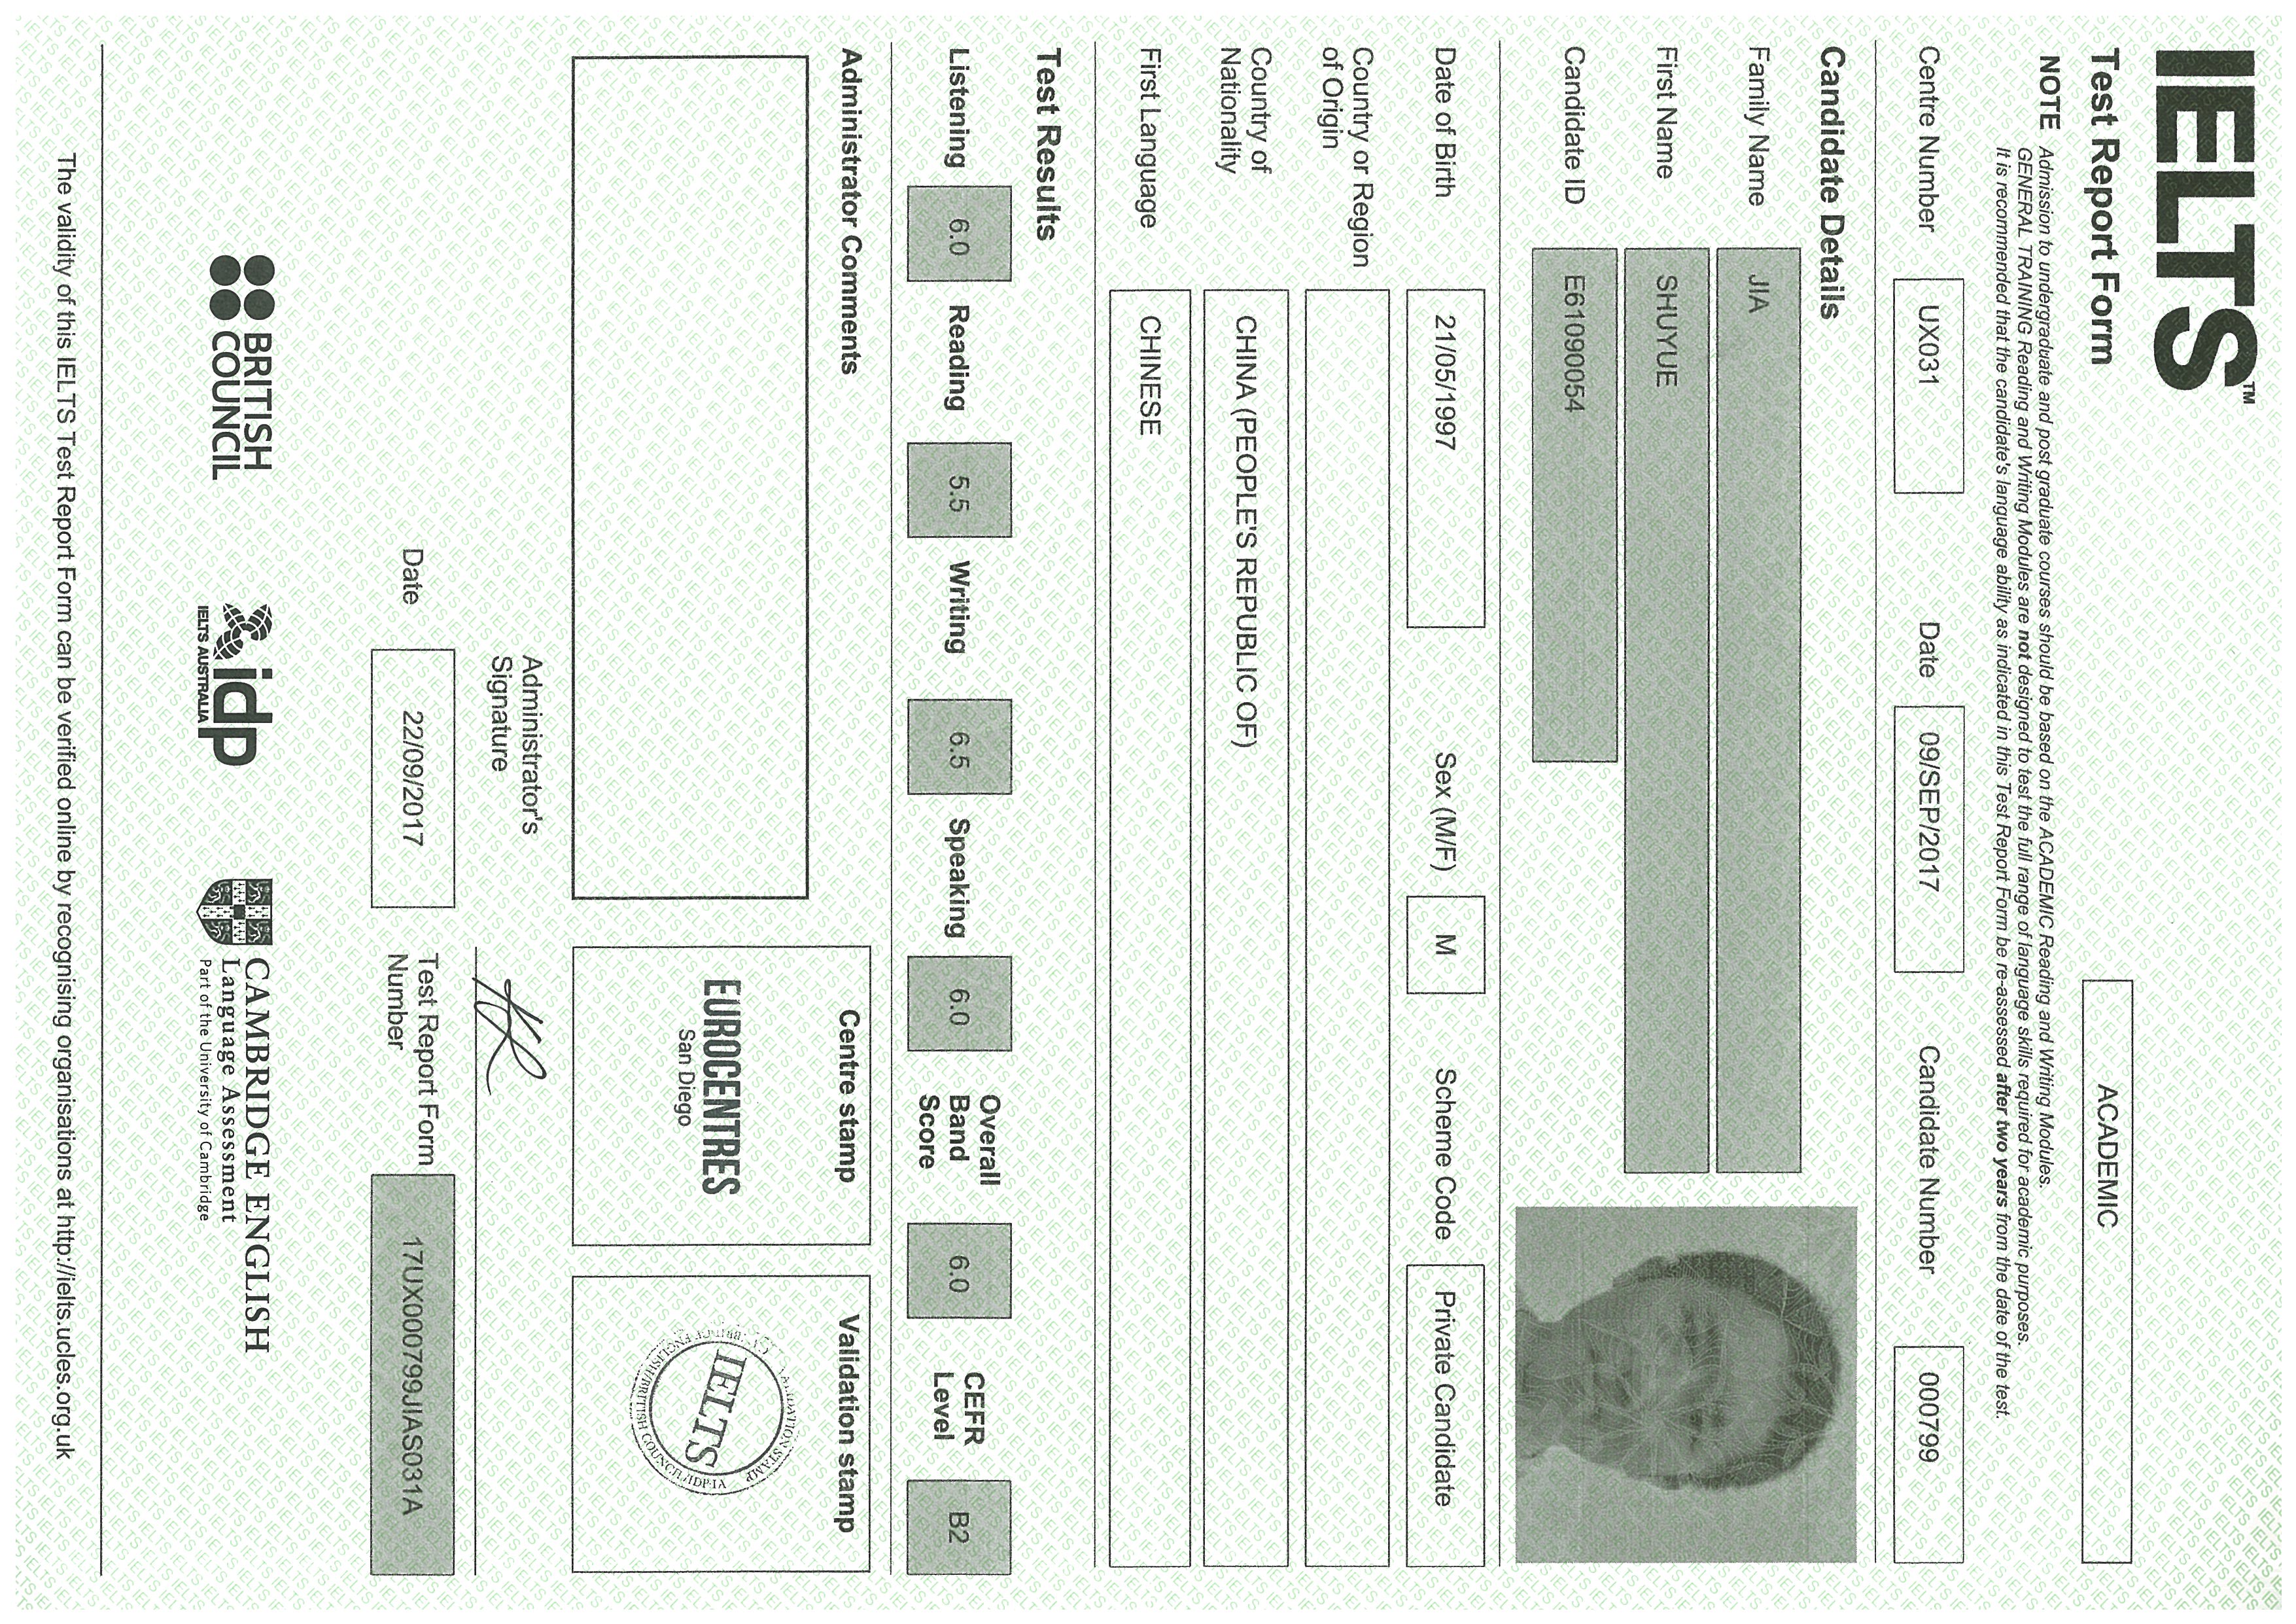 IELTS™
Test Report Form
ACADEMIC
NOTE Admission to undergraduate and post graduate courses should be based on the ACADEMIC Reading and Writing Modules.
GENERAL TRAINING Reading and Writing Modules are not designed to test the full range of language skills required for academic purposes.
It is recommended that the candidate's language ability as indicated in this Test Report Form be re-assessed after two years from the date of the test.
Centre Number UX031 Date 09/SEP/2017 Candidate Number 000799
Candidate Details
Family Name JIA
First Name SHUYUE
Candidate ID E61090054
Date of Birth 21/05/1997 Sex (M/F) M Scheme Code Private Candidate
Country or Region
of Origin
Country of
Nationality
CHINA (PEOPLE'S REPUBLIC OF)
First Language CHINESE
Test Results
Listening 6.0 Reading 5.5 Writing 6.5 Speaking 6.0
Overall
Band
Score
6.0
CEFR
Level
B2
Administrator Comments
Centre stamp
EUROCENTRES
San Diego
Validation stamp
VALIDATION STAMP
IELTS
ENGLISH/BRITISH COUNCIL/IDP:IA
Administrator's
Signature
Date 22/09/2017
Test Report Form
Number
17UX000799JIAS031A
BRITISH
COUNCIL
idp
IELTS AUSTRALIA
CAMBRIDGE ENGLISH
Language Assessment
Part of the University of Cambridge
The validity of this IELTS Test Report Form can be verified online by recognising organisations at http://ielts.ucles.org.uk